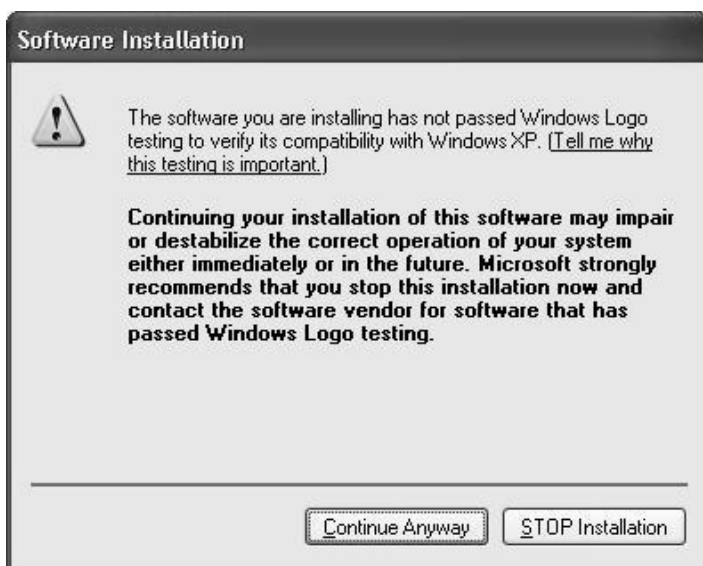 Software Installation
The software you are installing has not passed Windows Logo
testing to verify its compatibility with Windows XP. (Tell me why
this testing is important.)
Continuing your installation of this software may impair
or destabilize the correct operation of your system
either immediately or in the future. Microsoft strongly
recommends that you stop this installation now and
contact the software vendor for software that has
passed Windows Logo testing.
Continue Anyway
STOP Installation